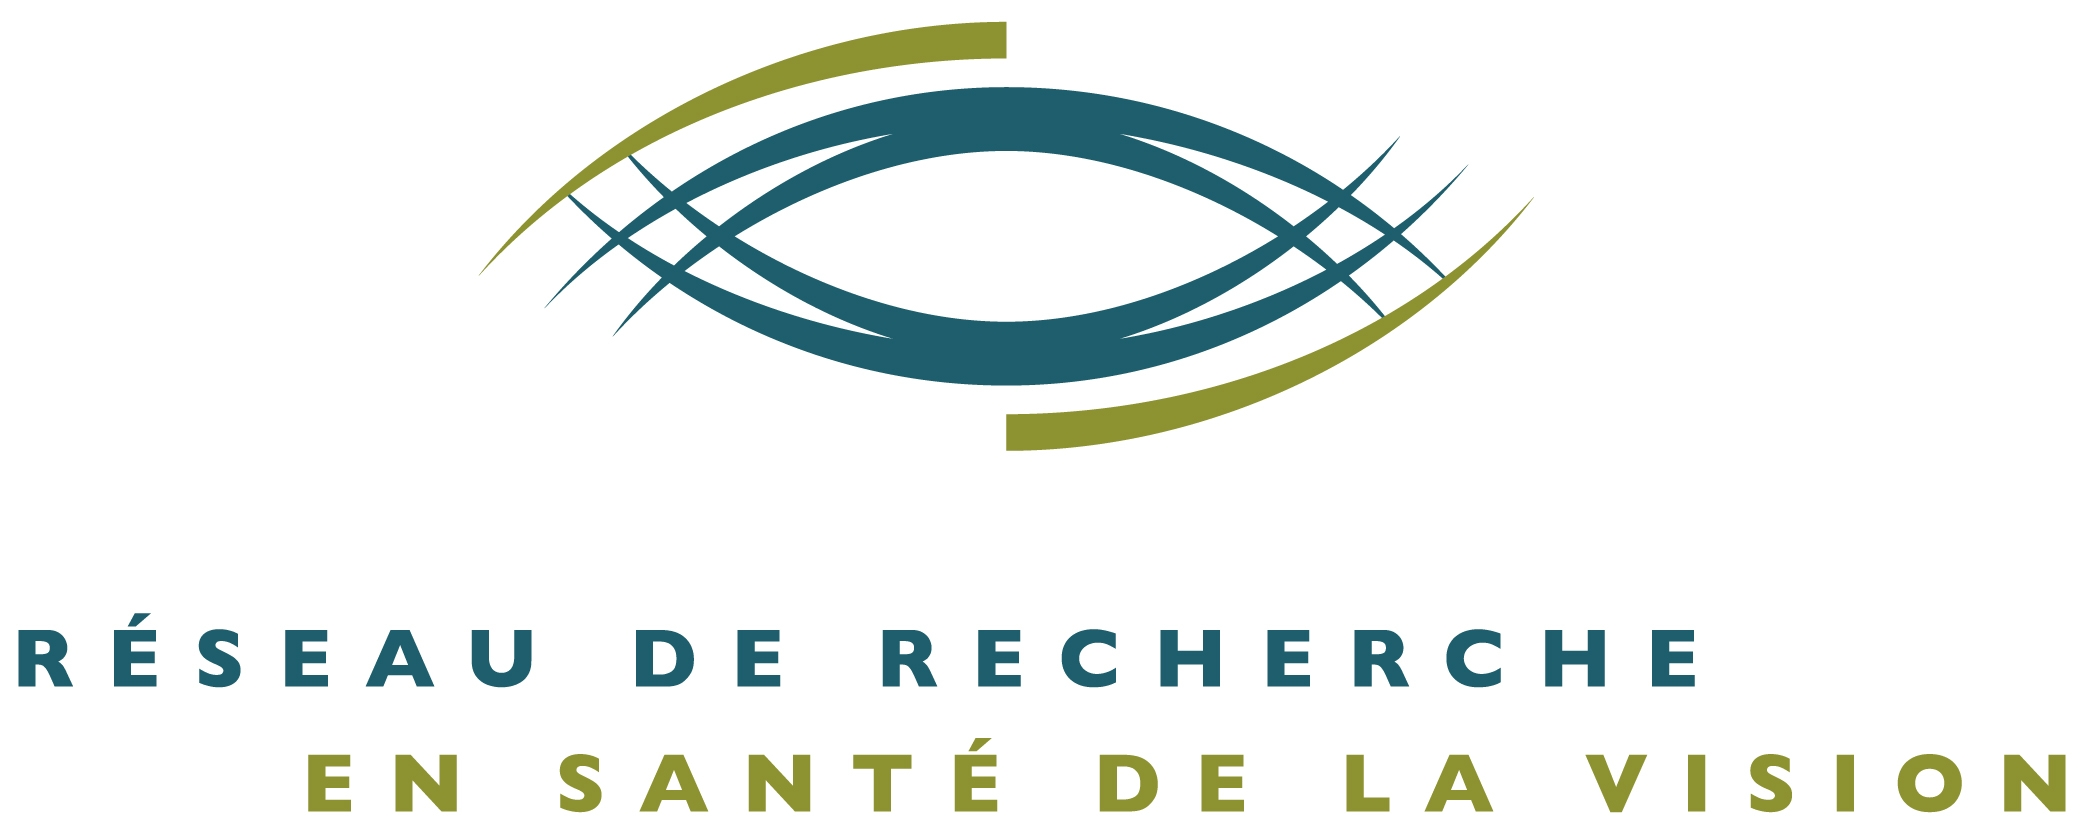 RÉSEAU DE RECHERCHE
EN SANTÉ DE LA VISION